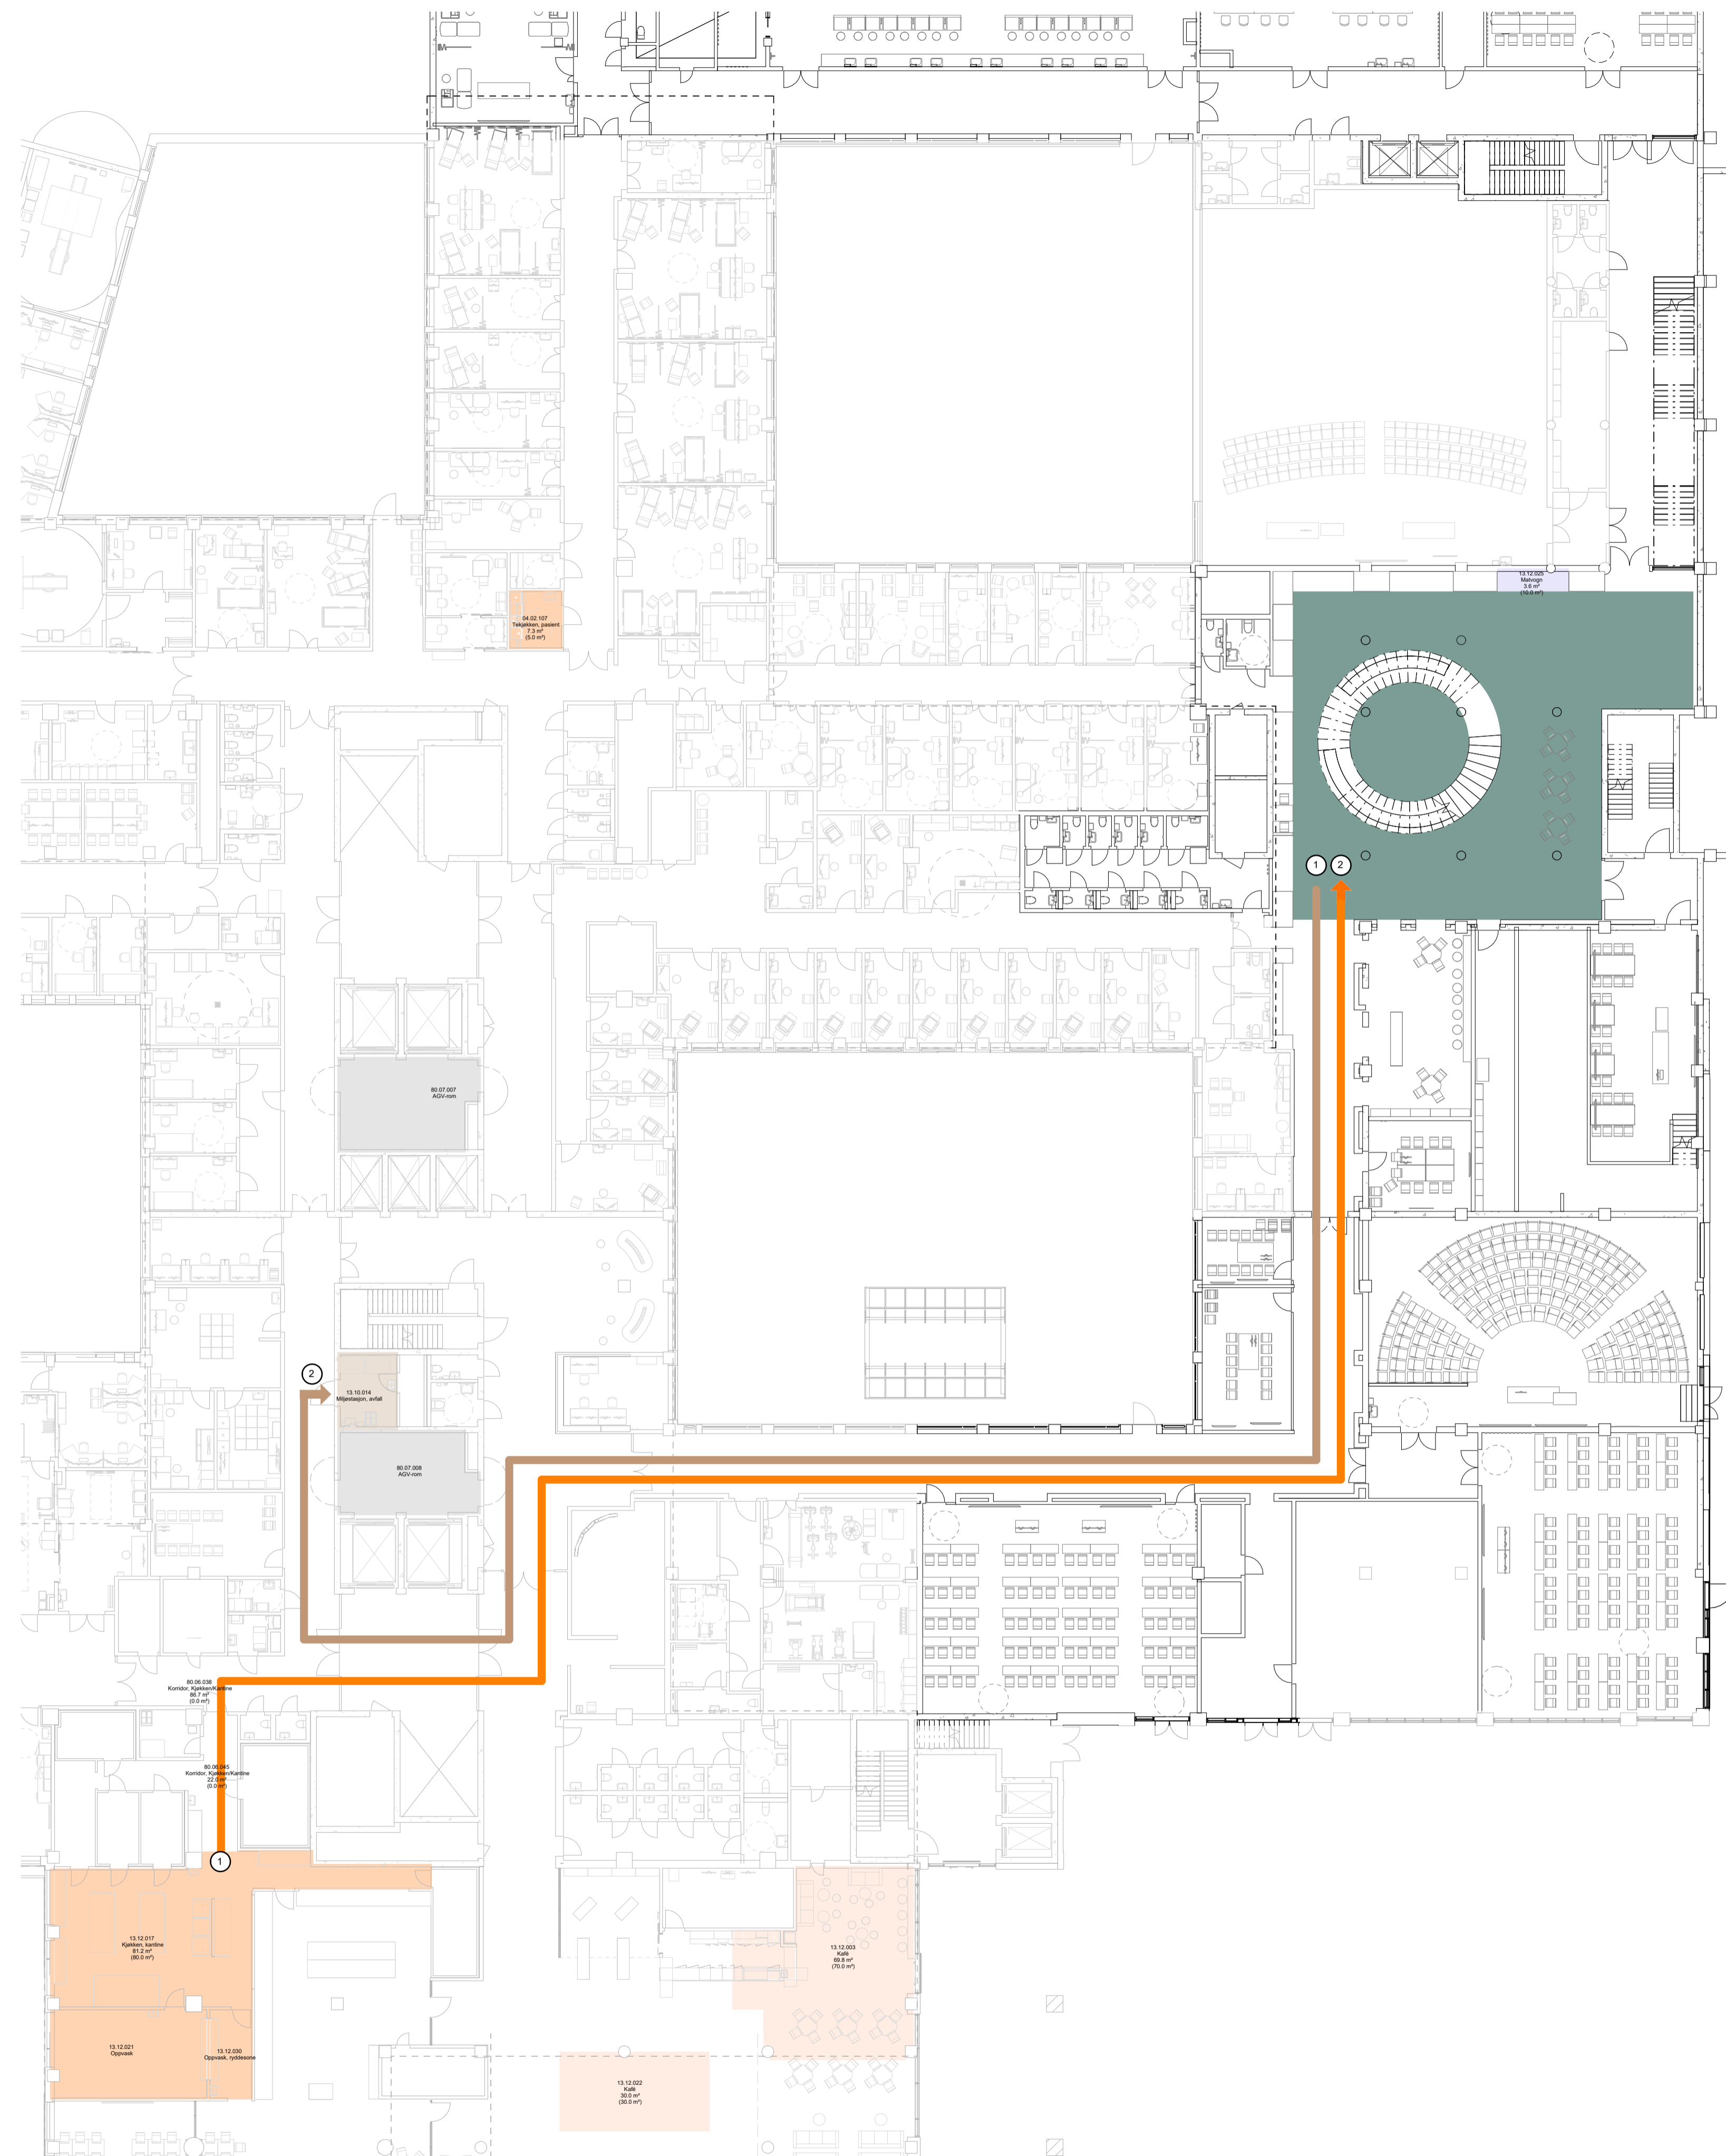 13.12.025
Matvogn
3.6 m²
(10.0 m²)
04.02.107
Tekjøkken, pasient
7.3 m²
(5.0 m²)
1
2
80.07.007
AGV-rom
2
13.10.014
Miljøstasjon, avfall
80.07.008
AGV-rom
80.06.038
Korridor, Kjøkken/Kantine
86.7 m²
(0.0 m²)
80.06.045
Korridor, Kjøkken/Kantine
22.0 m²
(0.0 m²)
1
13.12.017
Kjøkken, kantine
81.2 m²
(80.0 m²)
13.12.003
Kafé
69.8 m²
(70.0 m²)
13.12.021
Oppvask
13.12.030
Oppvask, ryddesone
13.12.022
Kafé
30.0 m²
(30.0 m²)